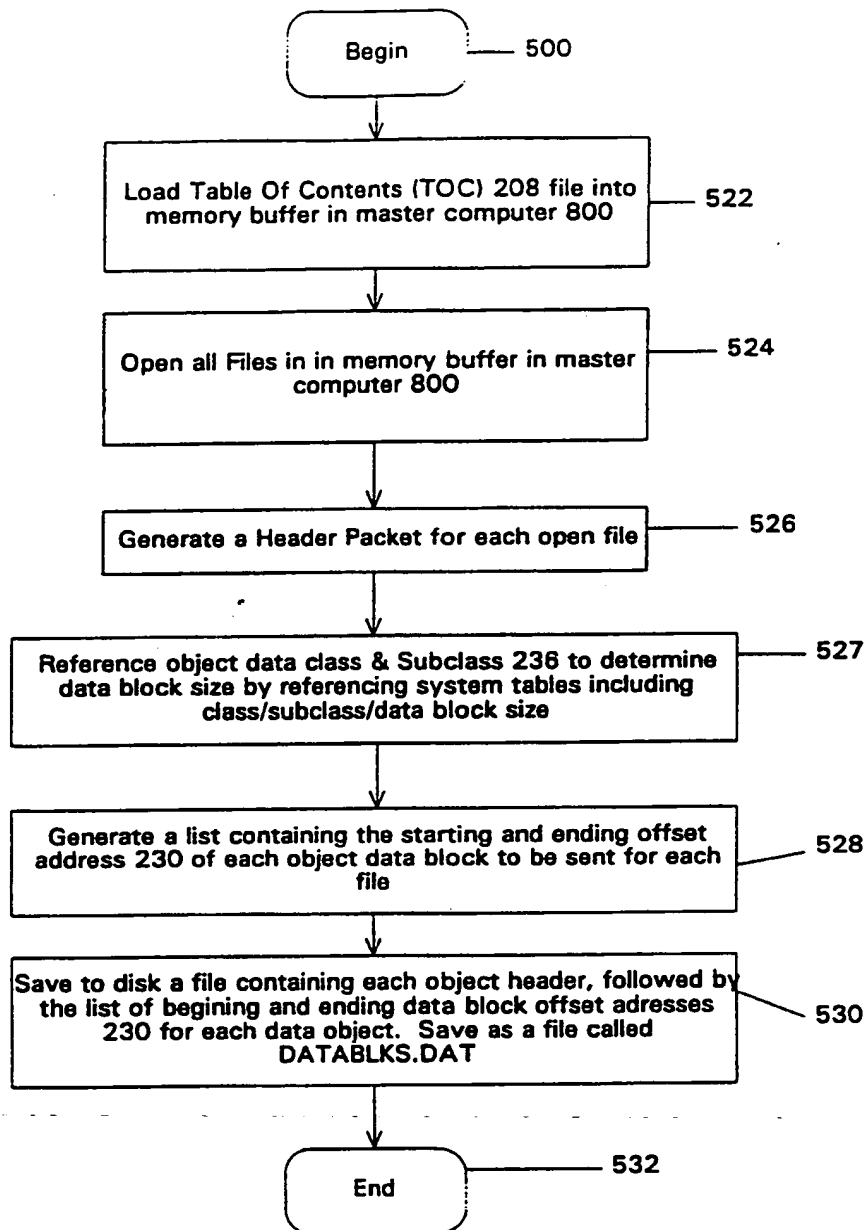 Begin
500
Load Table Of Contents (TOC) 208 file into
memory buffer in master computer 800
522
Open all Files in in memory buffer in master
computer 800
524
Generate a Header Packet for each open file
526
Reference object data class & Subclass 236 to determine
data block size by referencing system tables including
class/subclass/data block size
527
Generate a list containing the starting and ending offset
address 230 of each object data block to be sent for each
file
528
Save to disk a file containing each object header, followed by
the list of begining and ending data block offset adresses
230 for each data object. Save as a file called
DATABLKS.DAT
530
End
532